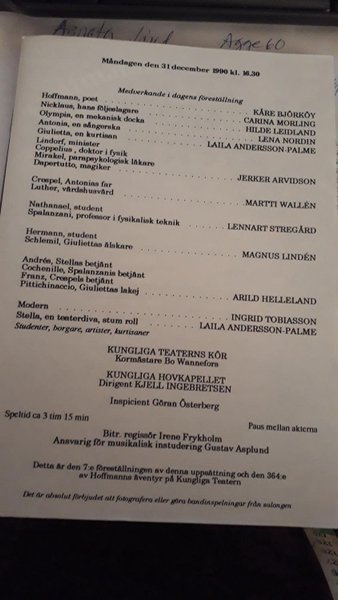 Agneta Lind Agne 60
Måndagen den 31 december 1990 kl. 16.30
Medverkande i dagens föreställning
Hoffmann, poet KÅRE BJÖRKÖY
Nicklaus, hans följeslagare CARINA MORLING
Olympia, en mekanisk docka HILDE LEIDLAND
Antonia, en sångerska LENA NORDIN
Giulietta, en kurtisan LAILA ANDERSSON-PALME
Lindorf, minister
Coppelius, doktor i fysik
Mirakel, parapsykologisk läkare
Dapertutto, magiker JERKER ARVIDSON
Crespel, Antonias far MARTTI WALLÉN
Luther, värdshusvärd
Nathanael, student
Spalanzani, professor i fysikalisk teknik LENNART STREGÅRD
Hermann, student
Schlemil, Giuliettas älskare MAGNUS LINDÉN
Andrés, Stellas betjänt
Cochenille, Spalanzanis betjänt
Franz, Crespels betjänt
Pittichinaccio, Giuliettas lakej ARILD HELLELAND
Modern INGRID TOBIASSON
Stella, en teaterdiva, stum roll LAILA ANDERSSON-PALME
Studenter, borgare, artister, kurtisaner
KUNGLIGA TEATERNS KÖR
Kormästare Bo Wannefors
KUNGLIGA HOVKAPELLET
Dirigent KJELL INGEBRETSEN
Inspicient Göran Österberg
Speltid ca 3 tim 15 min Paus mellan akterna
Bitr. regissör Irene Frykholm
Ansvarig för musikalisk instudering Gustav Asplund
Detta är den 7:e föreställningen av denna uppsättning och den 364:e
av Hoffmanns äventyr på Kungliga Teatern
Det är absolut förbjudet att fotografera eller göra bandinspelningar från salongen